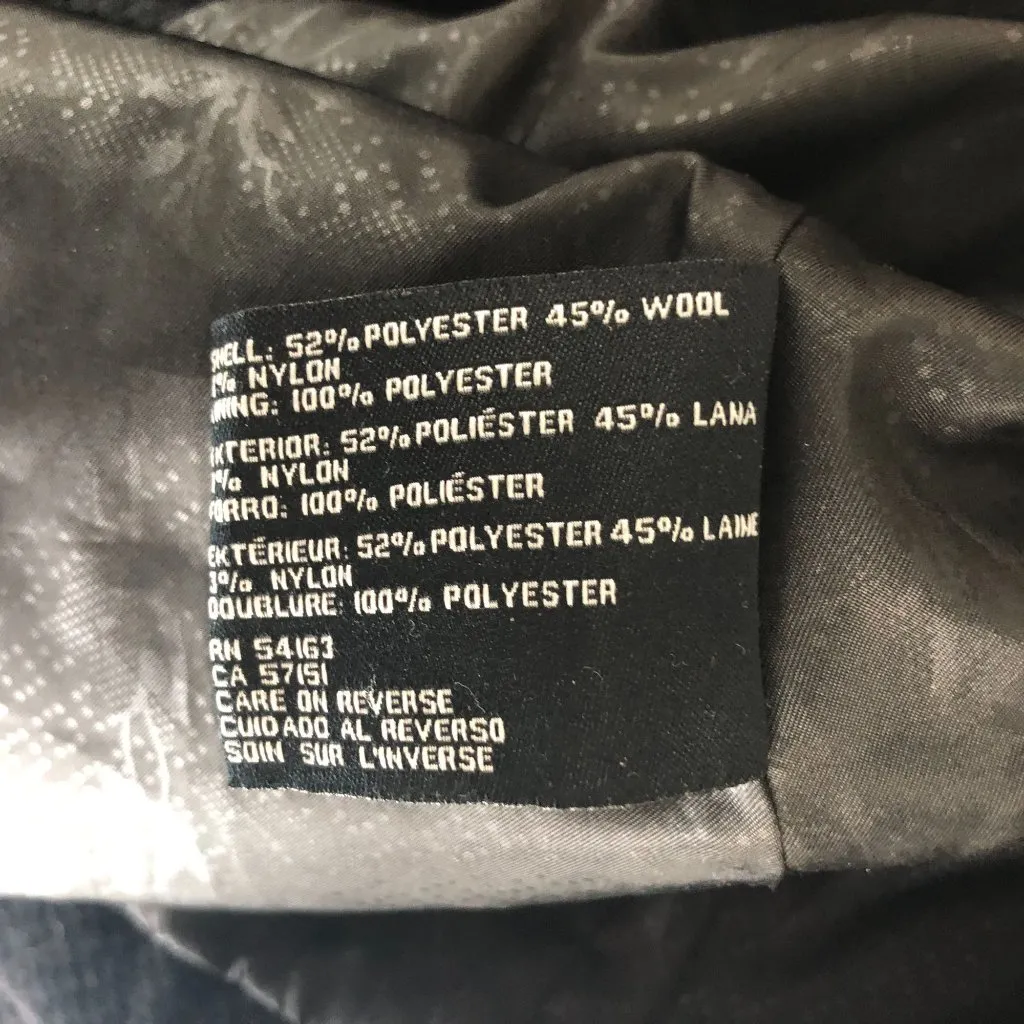 SHELL: 52% POLYESTER 45% WOOL
3% NYLON
LINING: 100% POLYESTER
EXTERIOR: 52% POLIÉSTER 45% LANA
3% NYLON
FORRO: 100% POLIÉSTER
EXTÉRIEUR: 52% POLYESTER 45% LAINE
3% NYLON
DOUBLURE: 100% POLYESTER
RN 54163
CA 57151
CARE ON REVERSE
CUIDADO AL REVERSO
SOIN SUR L'INVERSE